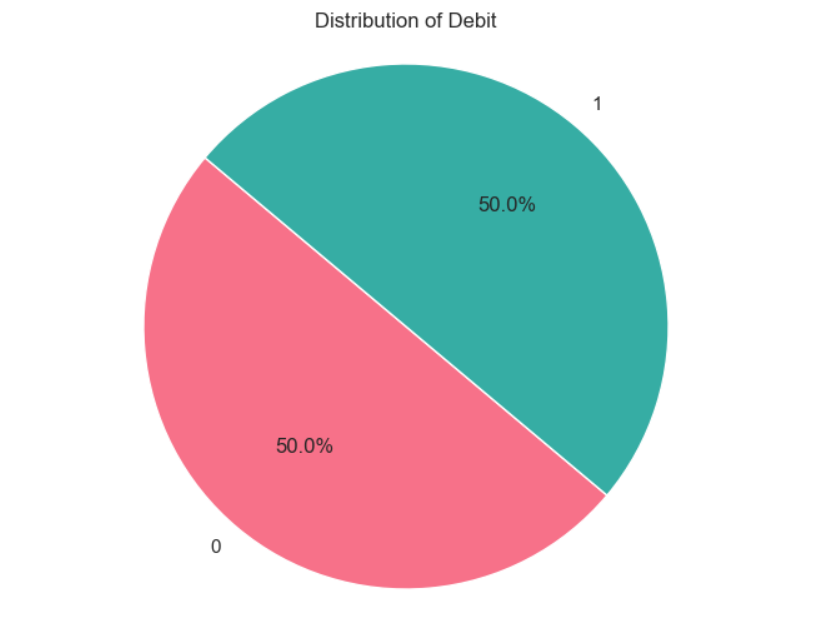 Distribution of Debit
1
50.0%
50.0%
0